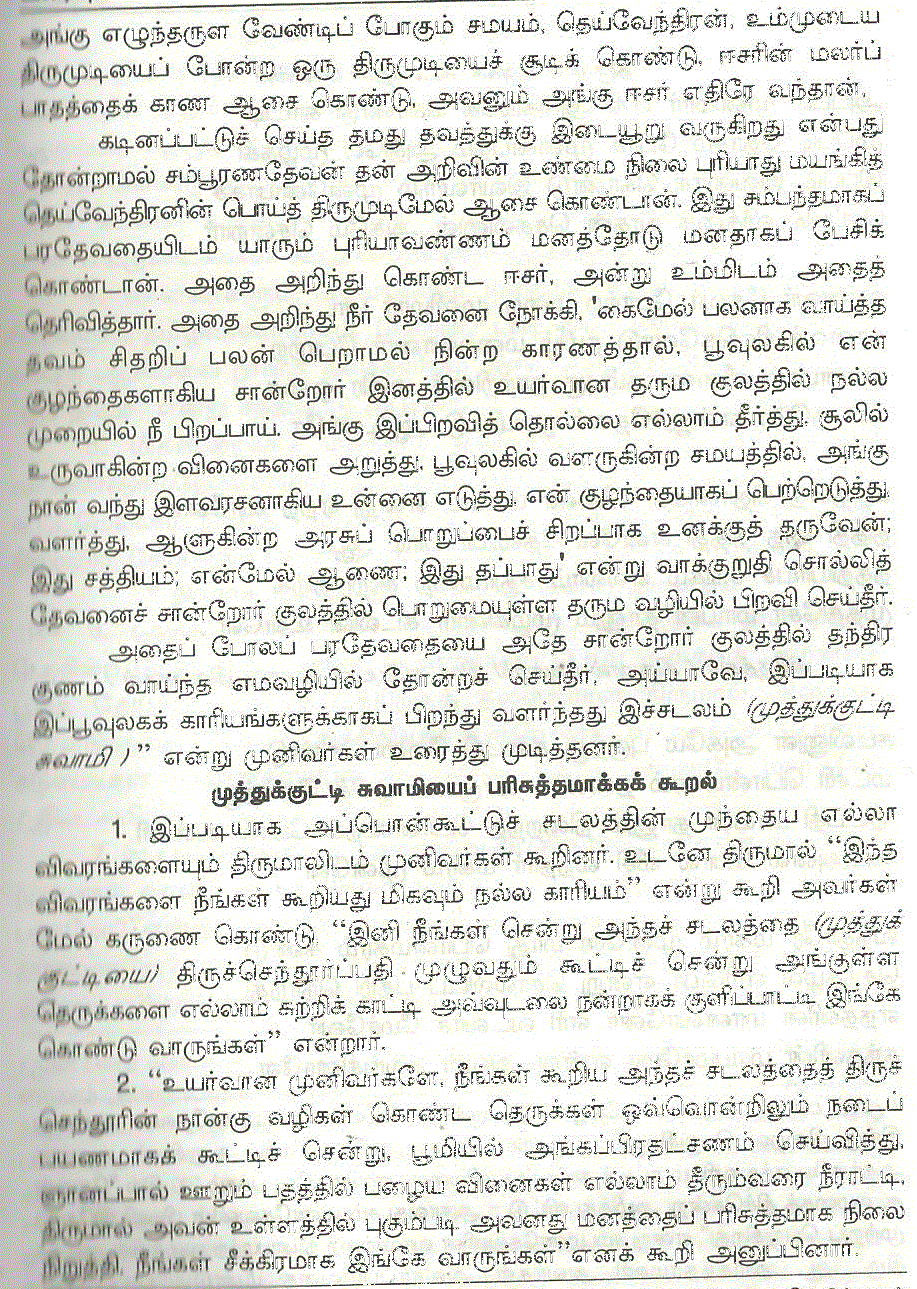 அங்கு எழுந்தருள வேண்டிப் போகும் சமயம், தெய்வேந்திரன், உம்முடைய
திருமுடியைப் போன்ற ஒரு திருமுடியைச் சூடிக் கொண்டு, ஈசரின் மலர்ப்
பாதத்தைக் காண ஆசை கொண்டு, அவனும் அங்கு ஈசர் எதிரே வந்தான்,
கடினப்பட்டுச் செய்த தமது தவத்துக்கு இடையூறு வருகிறது என்பது
தோன்றாமல் சம்பூரணதேவன் தன் அறிவின் உண்மை நிலை புரியாது மயங்கித்
தெய்வேந்திரனின் பொய்த் திருமுடிமேல் ஆசை கொண்டான். இது சம்பந்தமாகப்
பரதேவதையிடம் யாரும் புரியாவண்ணம் மனத்தோடு மனதாகப் பேசிக்
கொண்டான். அதை அறிந்து கொண்ட ஈசர், அன்று உம்மிடம் அதைத்
தெரிவித்தார். அதை அறிந்து நீர் தேவனை நோக்கி, 'கைமேல் பலனாக வாய்த்த
தவம் சிதறிப் பலன் பெறாமல் நின்ற காரணத்தால், பூவுலகில் என்
குழந்தைகளாகிய சான்றோர் இனத்தில் உயர்வான தரும குலத்தில் நல்ல
முறையில் நீ பிறப்பாய். அங்கு இப்பிறவித் தொல்லை எல்லாம் தீர்த்து, சூலில்
உருவாகின்ற வினைகளை அறுத்து, பூவுலகில் வளருகின்ற சமயத்தில், அங்கு
நான் வந்து இளவரசனாகிய உன்னை எடுத்து, என் குழந்தையாகப் பெற்றெடுத்து,
வளர்த்து, ஆளுகின்ற அரசுப் பொறுப்பைச் சிறப்பாக உனக்குத் தருவேன்;
இது சத்தியம்; என்மேல் ஆணை; இது தப்பாது' என்று வாக்குறுதி சொல்லித்
தேவனைச் சான்றோர் குலத்தில் பொறுமையுள்ள தரும வழியில் பிறவி செய்தீர்.
அதைப் போலப் பரதேவதையை அதே சான்றோர் குலத்தில் தந்திர
குணம் வாய்ந்த எமவழியில் தோன்றச் செய்தீர், அய்யாவே, இப்படியாக
இப்பூவுலகக் காரியங்களுக்காகப் பிறந்து வளர்ந்தது இச்சடலம் (முத்துக்குட்டி
சுவாமி)" என்று முனிவர்கள் உரைத்து முடித்தனர்.
முத்துக்குட்டி சுவாமியைப் பரிசுத்தமாக்கக் கூறல்
1. இப்படியாக அப்பொன்கூட்டுச் சடலத்தின் முந்தைய எல்லா
விவரங்களையும் திருமாலிடம் முனிவர்கள் கூறினர். உடனே திருமால் "இந்த
விவரங்களை நீங்கள் கூறியது மிகவும் நல்ல காரியம்" என்று கூறி அவர்கள்
மேல் கருணை கொண்டு, "இனி நீங்கள் சென்று அந்தச் சடலத்தை (முத்துக்
குட்டியை) திருச்செந்தூர்ப்பதி முழுவதும் கூட்டிச் சென்று அங்குள்ள
தெருக்களை எல்லாம் சுற்றிக் காட்டி அவ்வுடலை நன்றாகக் குளிப்பாட்டி இங்கே
கொண்டு வாருங்கள்" என்றார்.
2. "உயர்வான முனிவர்களே, நீங்கள் கூறிய அந்தச் சடலத்தைத் திருச்
செந்தூரின் நான்கு வழிகள் கொண்ட தெருக்கள் ஒவ்வொன்றிலும் நடைப்
பயணமாகக் கூட்டிச் சென்று, பூமியில் அங்கப்பிரதட்சணம் செய்வித்து,
ஞானப்பால் ஊறும் பதத்தில் பழைய வினைகள் எல்லாம் தீரும்வரை நீராட்டி,
திருமால் அவன் உள்ளத்தில் புகும்படி அவனது மனத்தைப் பரிசுத்தமாக நிலை
நிறுத்தி, நீங்கள் சீக்கிரமாக இங்கே வாருங்கள்" எனக் கூறி அனுப்பினார்.